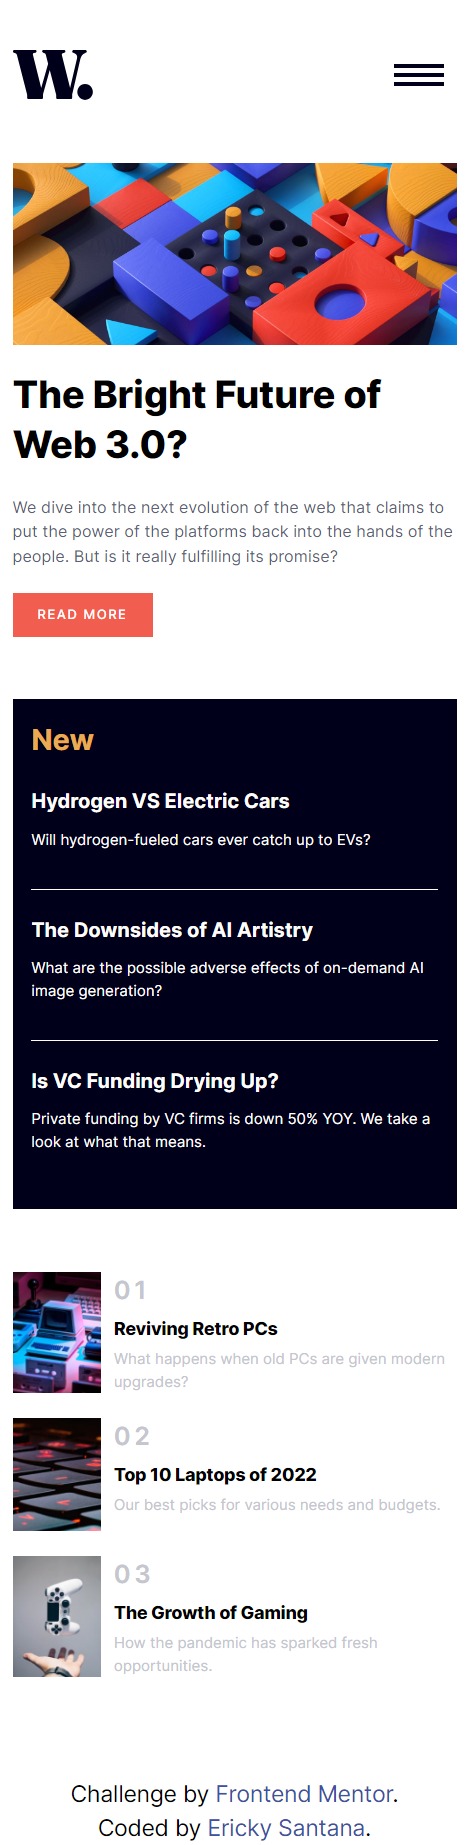 W.
The Bright Future of
Web 3.0?
We dive into the next evolution of the web that claims to
put the power of the platforms back into the hands of the
people. But is it really fulfilling its promise?
READ MORE
New
Hydrogen VS Electric Cars
Will hydrogen-fueled cars ever catch up to EVs?
The Downsides of AI Artistry
What are the possible adverse effects of on-demand AI
image generation?
Is VC Funding Drying Up?
Private funding by VC firms is down 50% YOY. We take a
look at what that means.
01
Reviving Retro PCs
What happens when old PCs are given modern
upgrades?
02
Top 10 Laptops of 2022
Our best picks for various needs and budgets.
03
The Growth of Gaming
How the pandemic has sparked fresh
opportunities.
Challenge by Frontend Mentor.
Coded by Ericky Santana.